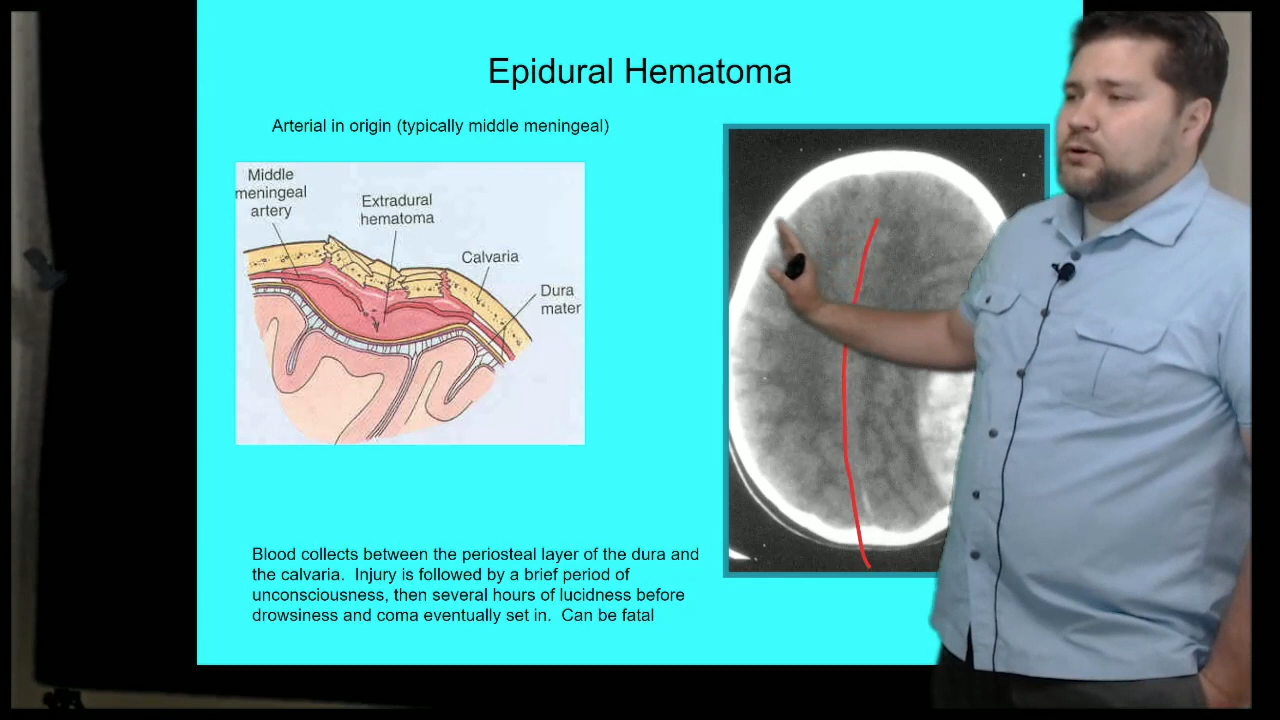 Epidural Hematoma
Arterial in origin (typically middle meningeal)
Middle
meningeal
artery
Extradural
hematoma
Calvaria
Dura
mater
Blood collects between the periosteal layer of the dura and
the calvaria.  Injury is followed by a brief period of
unconsciousness, then several hours of lucidness before
drowsiness and coma eventually set in.  Can be fatal